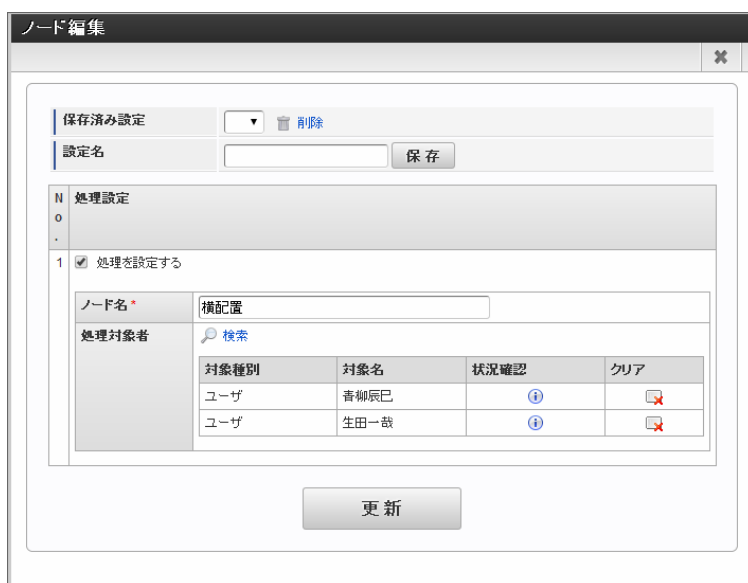 ノード編集
保存済み設定 削除
設定名 保存
No. 処理設定
1 処理を設定する
ノード名* 横配置
処理対象者 検索
対象種別 対象名 状況確認 クリア
ユーザ 青柳辰巳
ユーザ 生田一哉
更新